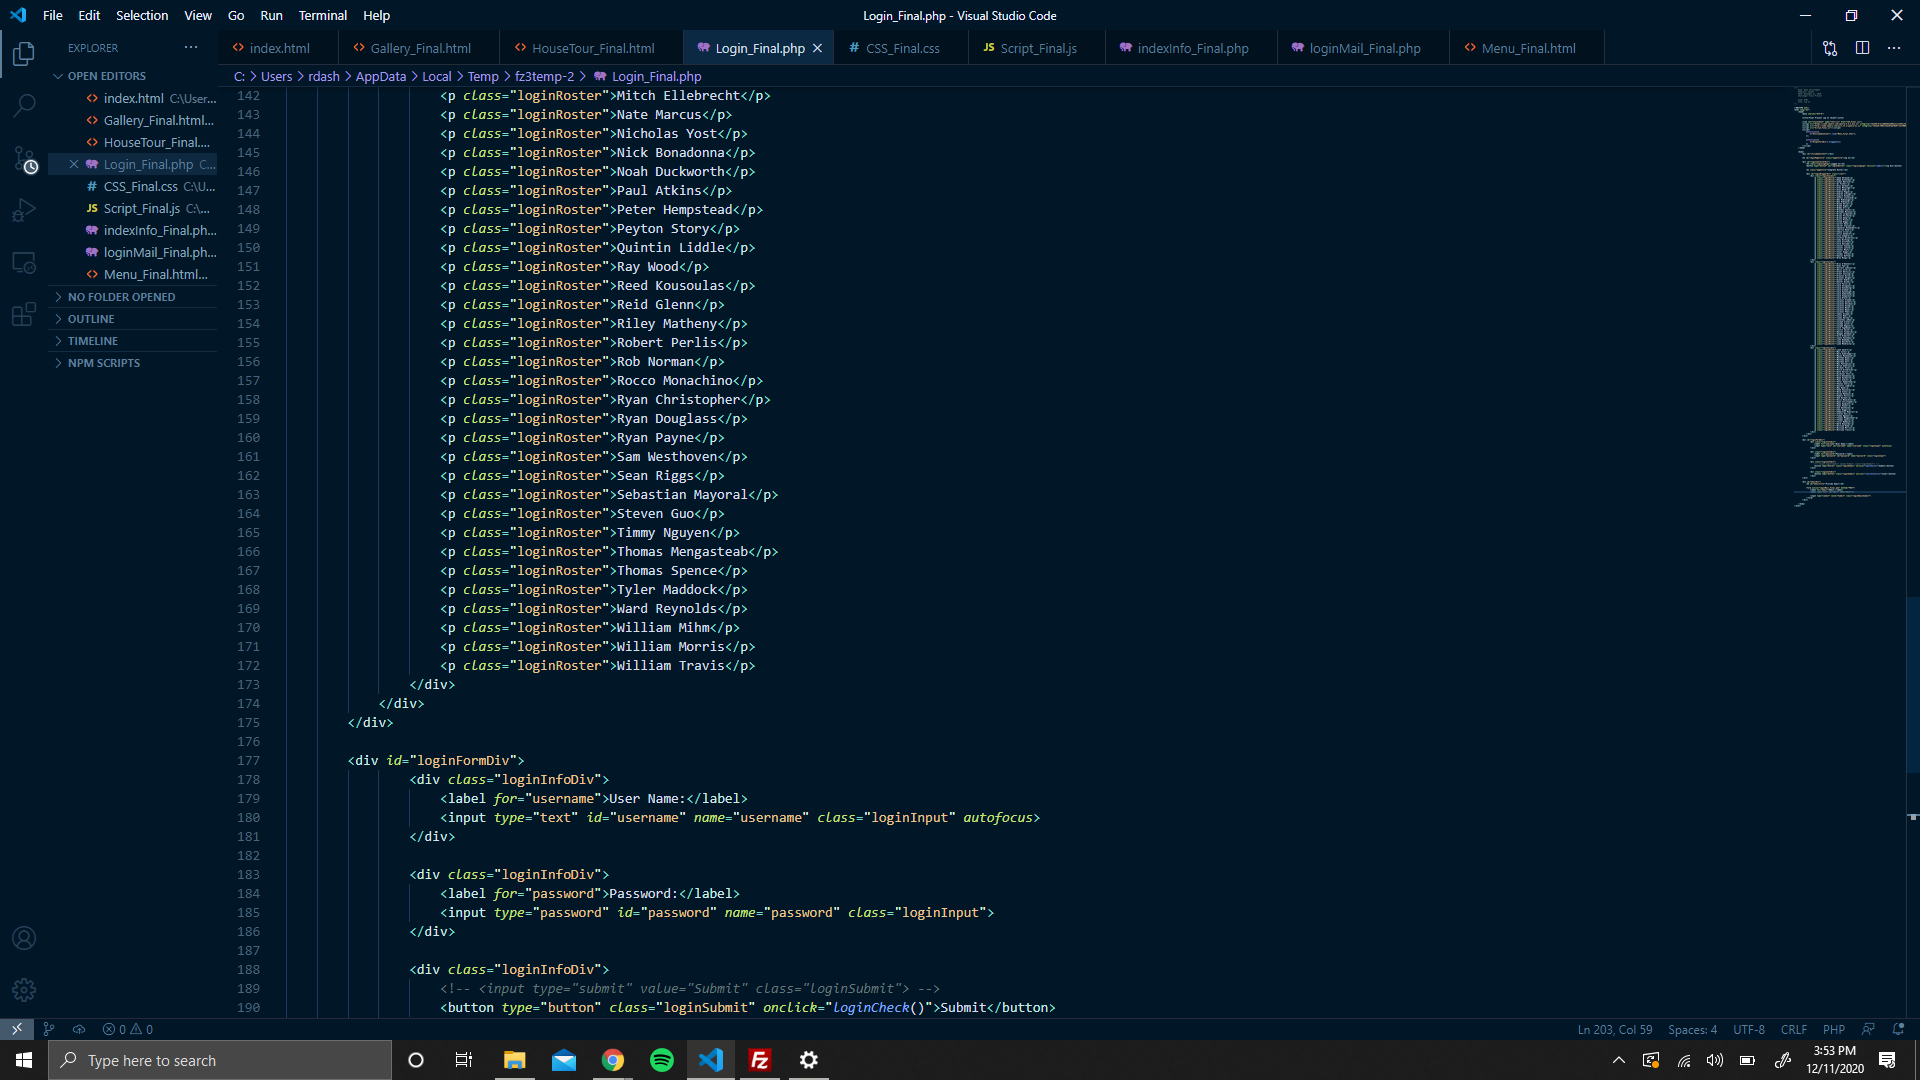 File Edit Selection View Go Run Terminal Help
Login_Final.php - Visual Studio Code
EXPLORER
index.html Gallery_Final.html HouseTour_Final.html Login_Final.php CSS_Final.css Script_Final.js indexInfo_Final.php loginMail_Final.php Menu_Final.html
OPEN EDITORS
index.html C:\User...
Gallery_Final.html...
HouseTour_Final....
Login_Final.php C...
CSS_Final.css C:\U...
Script_Final.js C:\...
indexInfo_Final.ph...
loginMail_Final.ph...
Menu_Final.html...
NO FOLDER OPENED
OUTLINE
TIMELINE
NPM SCRIPTS
C: > Users > rdash > AppData > Local > Temp > fz3temp-2 > Login_Final.php
142 <p class="loginRoster">Mitch Ellebrecht</p>
143 <p class="loginRoster">Nate Marcus</p>
144 <p class="loginRoster">Nicholas Yost</p>
145 <p class="loginRoster">Nick Bonadonna</p>
146 <p class="loginRoster">Noah Duckworth</p>
147 <p class="loginRoster">Paul Atkins</p>
148 <p class="loginRoster">Peter Hempstead</p>
149 <p class="loginRoster">Peyton Story</p>
150 <p class="loginRoster">Quintin Liddle</p>
151 <p class="loginRoster">Ray Wood</p>
152 <p class="loginRoster">Reed Kousoulas</p>
153 <p class="loginRoster">Reid Glenn</p>
154 <p class="loginRoster">Riley Matheny</p>
155 <p class="loginRoster">Robert Perlis</p>
156 <p class="loginRoster">Rob Norman</p>
157 <p class="loginRoster">Rocco Monachino</p>
158 <p class="loginRoster">Ryan Christopher</p>
159 <p class="loginRoster">Ryan Douglass</p>
160 <p class="loginRoster">Ryan Payne</p>
161 <p class="loginRoster">Sam Westhoven</p>
162 <p class="loginRoster">Sean Riggs</p>
163 <p class="loginRoster">Sebastian Mayoral</p>
164 <p class="loginRoster">Steven Guo</p>
165 <p class="loginRoster">Timmy Nguyen</p>
166 <p class="loginRoster">Thomas Mengasteab</p>
167 <p class="loginRoster">Thomas Spence</p>
168 <p class="loginRoster">Tyler Maddock</p>
169 <p class="loginRoster">Ward Reynolds</p>
170 <p class="loginRoster">William Mihm</p>
171 <p class="loginRoster">William Morris</p>
172 <p class="loginRoster">William Travis</p>
173 </div>
174 </div>
175 </div>
176
177 <div id="loginFormDiv">
178 <div class="loginInfoDiv">
179 <label for="username">User Name:</label>
180 <input type="text" id="username" name="username" class="loginInput" autofocus>
181 </div>
182
183 <div class="loginInfoDiv">
184 <label for="password">Password:</label>
185 <input type="password" id="password" name="password" class="loginInput">
186 </div>
187
188 <div class="loginInfoDiv">
189 <!-- <input type="submit" value="Submit" class="loginSubmit"> -->
190 <button type="button" class="loginSubmit" onclick="loginCheck()">Submit</button>
0 0
Ln 203, Col 59 Spaces: 4 UTF-8 CRLF PHP
Type here to search
3:53 PM
12/11/2020